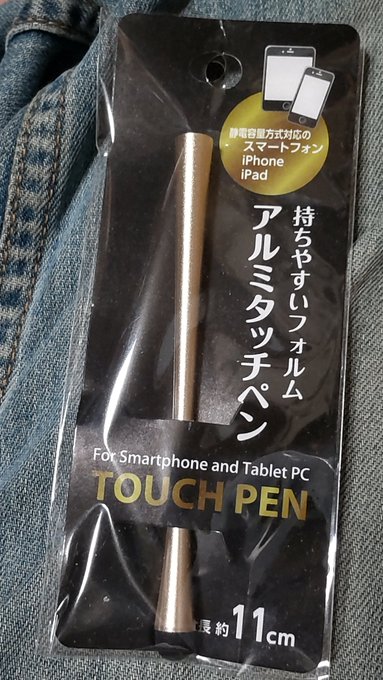 静電容量方式対応の
スマートフォン
iPhone
iPad
持ちやすいフォルム
アルミタッチペン
For Smartphone and Tablet PC
TOUCH PEN
長 約11cm